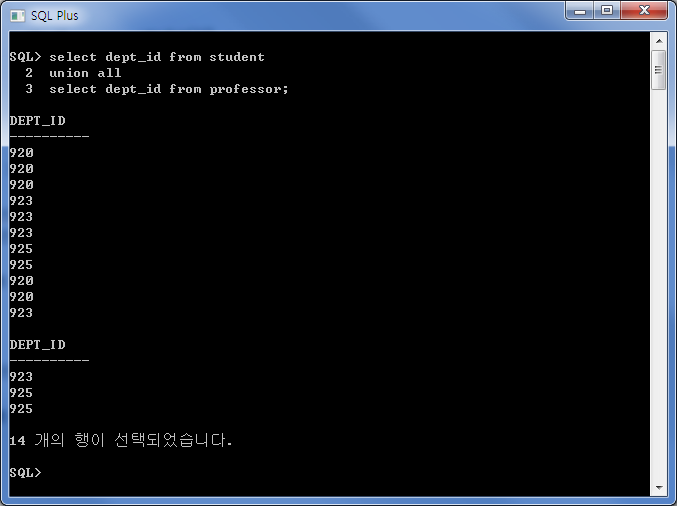 SQL Plus
SQL> select dept_id from student
2 union all
3 select dept_id from professor;
DEPT_ID
----------
920
920
920
923
923
923
925
925
920
920
923
DEPT_ID
----------
923
925
925
14 개의 행이 선택되었습니다.
SQL>